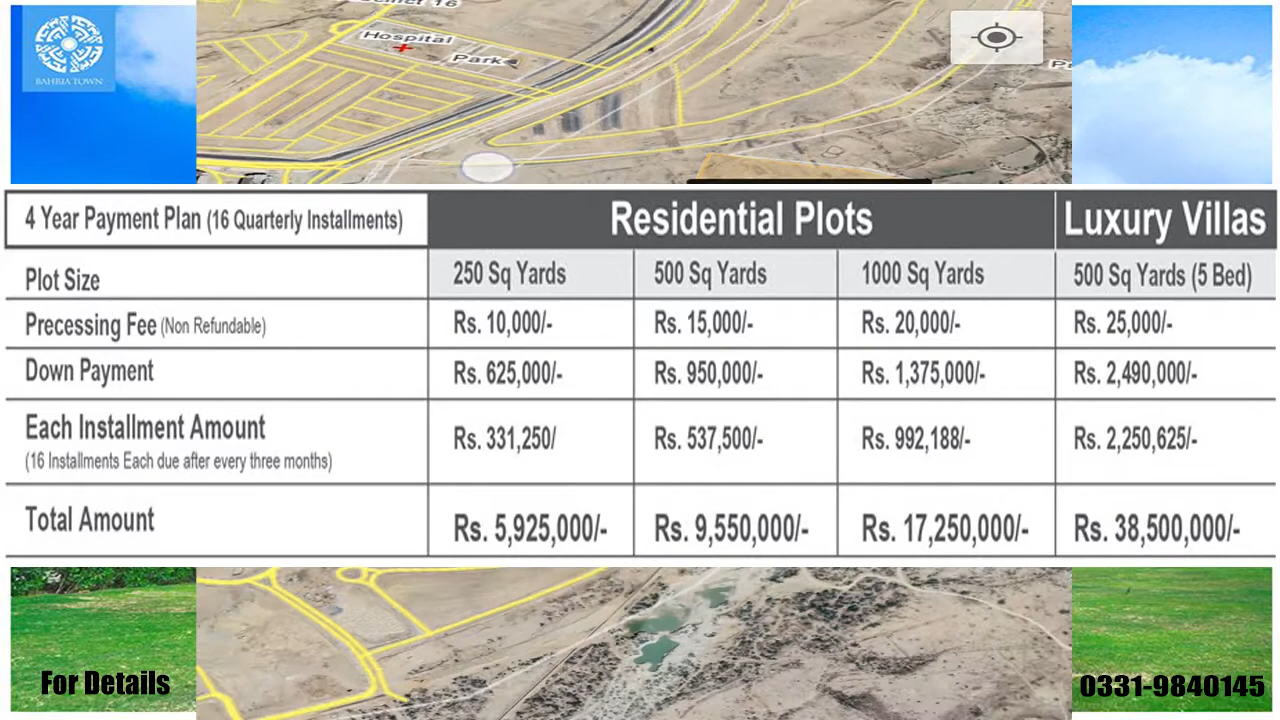 BAHRIA TOWN
Hospital
Park
4 Year Payment Plan (16 Quarterly Installments)
Residential Plots
Luxury Villas
Plot Size
250 Sq Yards
500 Sq Yards
1000 Sq Yards
500 Sq Yards (5 Bed)
Precessing Fee (Non Refundable)
Rs. 10,000/-
Rs. 15,000/-
Rs. 20,000/-
Rs. 25,000/-
Down Payment
Rs. 625,000/-
Rs. 950,000/-
Rs. 1,375,000/-
Rs. 2,490,000/-
Each Installment Amount
(16 Installments Each due after every three months)
Rs. 331,250/
Rs. 537,500/-
Rs. 992,188/-
Rs. 2,250,625/-
Total Amount
Rs. 5,925,000/-
Rs. 9,550,000/-
Rs. 17,250,000/-
Rs. 38,500,000/-
For Details
0331-9840145